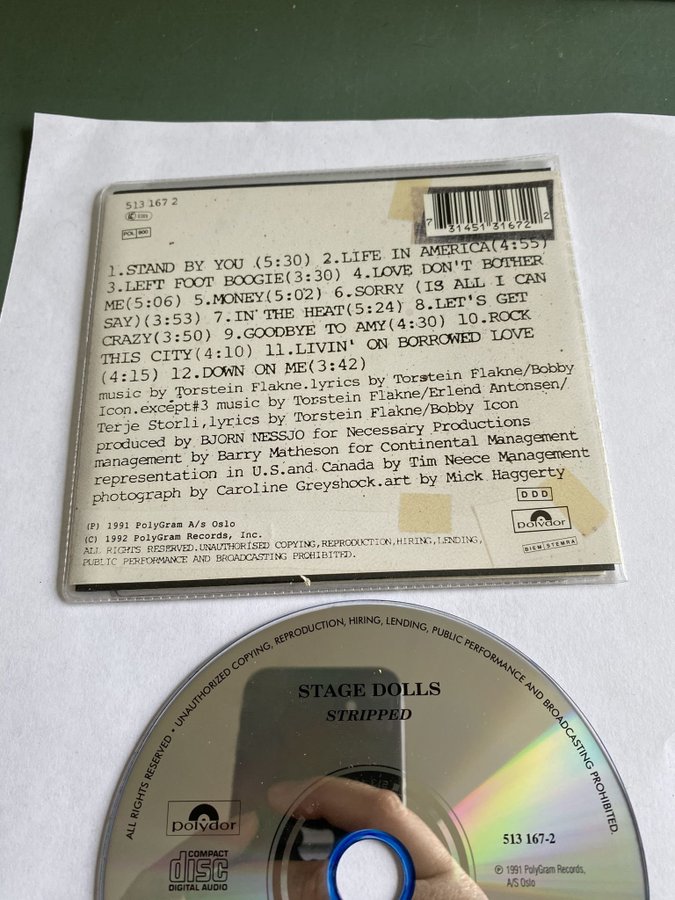 513 167 2
POL 900
7 31451 31672 2
1.STAND BY YOU (5:30) 2.LIFE IN AMERICA(4:55)
3.LEFT FOOT BOOGIE(3:30) 4.LOVE DON'T BOTHER
ME(5:06) 5.MONEY(5:02) 6.SORRY (IS ALL I CAN
SAY)(3:53) 7.IN THE HEAT(5:24) 8.LET'S GET
CRAZY(3:50) 9.GOODBYE TO AMY(4:30) 10.ROCK
THIS CITY(4:10) 11.LIVIN' ON BORROWED LOVE
(4:15) 12.DOWN ON ME(3:42)
music by Torstein Flakne.lyrics by Torstein Flakne/Bobby
Icon.except#3 music by Torstein Flakne/Erlend Antonsen/
Terje Storli,lyrics by Torstein Flakne/Bobby Icon
produced by BJORN NESSJO for Necessary Productions
management by Barry Matheson for Continental Management
representation in U.S.and Canada by Tim Neece Management
photograph by Caroline Greyshock.art by Mick Haggerty
DDD
Polydor
BIEM/STEMRA
(P) 1991 PolyGram A/s Oslo
(C) 1992 PolyGram Records, Inc.
ALL RIGHTS RESERVED.UNAUTHORISED COPYING,REPRODUCTION,HIRING,LENDING,
PUBLIC PERFORMANCE AND BROADCASTING PROHIBITED.
ALL RIGHTS RESERVED • UNAUTHORIZED COPYING, REPRODUCTION, HIRING, LENDING, PUBLIC PERFORMANCE AND BROADCASTING PROHIBITED.
STAGE DOLLS
STRIPPED
polydor
COMPACT
disc
DIGITAL AUDIO
513 167-2
℗ 1991 PolyGram Records,
A/S Oslo